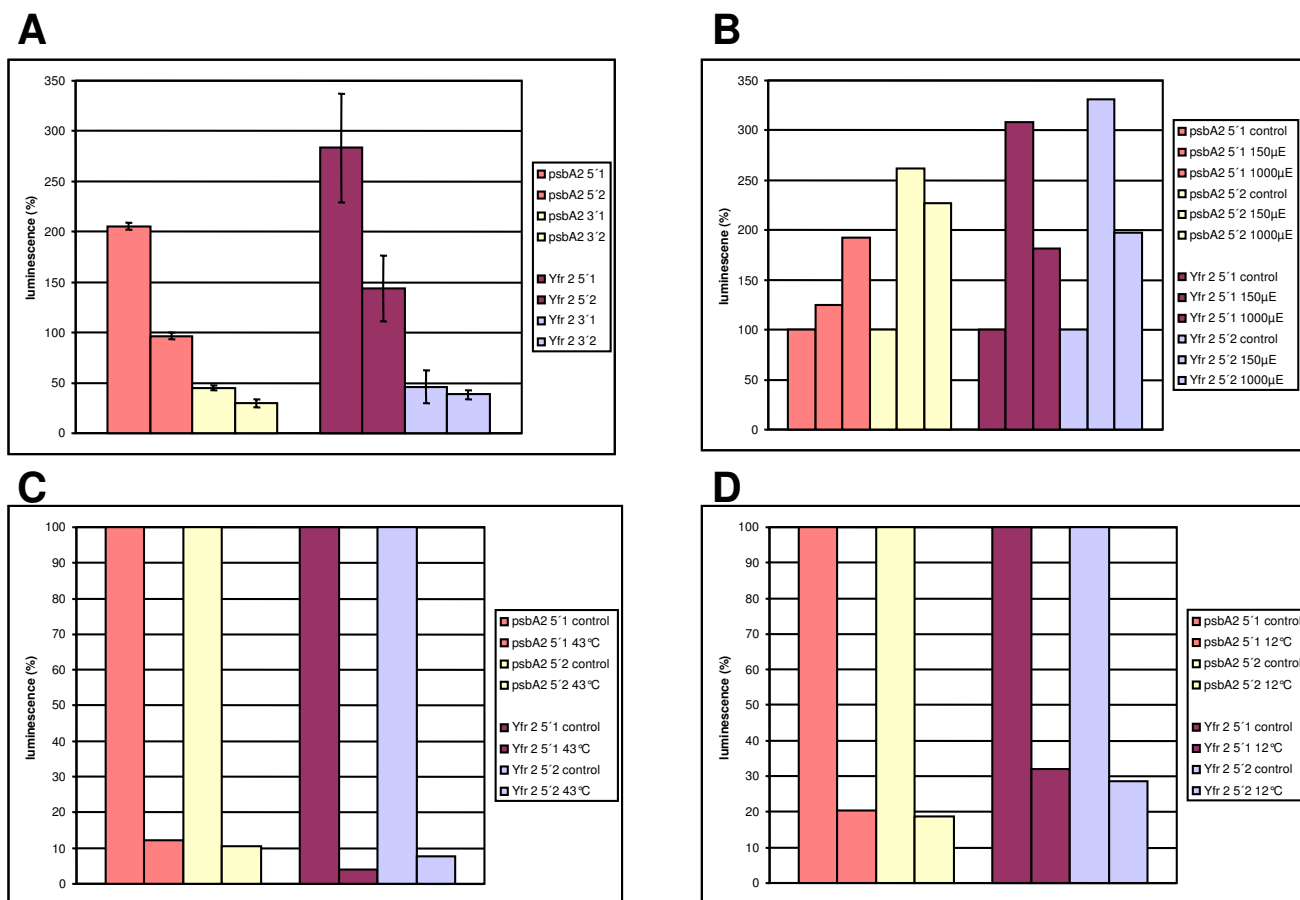 A
350
300
250
200
150
100
50
0
luminescence (%)
psbA2 5´1
psbA2 5´2
psbA2 3´1
psbA2 3´2
Yfr 2 5´1
Yfr 2 5´2
Yfr 2 3´1
Yfr 2 3´2
B
350
300
250
200
150
100
50
0
luminescene (%)
psbA2 5´1 control
psbA2 5´1 150µE
psbA2 5´1 1000µE
psbA2 5´2 control
psbA2 5´2 150µE
psbA2 5´2 1000µE
Yfr 2 5´1 control
Yfr 2 5´1 150µE
Yfr 2 5´1 1000µE
Yfr 2 5´2 control
Yfr 2 5´2 150µE
Yfr 2 5´2 1000µE
C
100
90
80
70
60
50
40
30
20
10
0
luminescence (%)
psbA2 5´1 control
psbA2 5´1 43°C
psbA2 5´2 control
psbA2 5´2 43°C
Yfr 2 5´1 control
Yfr 2 5´1 43°C
Yfr 2 5´2 control
Yfr 2 5´2 43°C
D
100
90
80
70
60
50
40
30
20
10
0
luminescence (%)
psbA2 5´1 control
psbA2 5´1 12°C
psbA2 5´2 control
psbA2 5´2 12°C
Yfr 2 5´1 control
Yfr 2 5´1 12°C
Yfr 2 5´2 control
Yfr 2 5´2 12°C